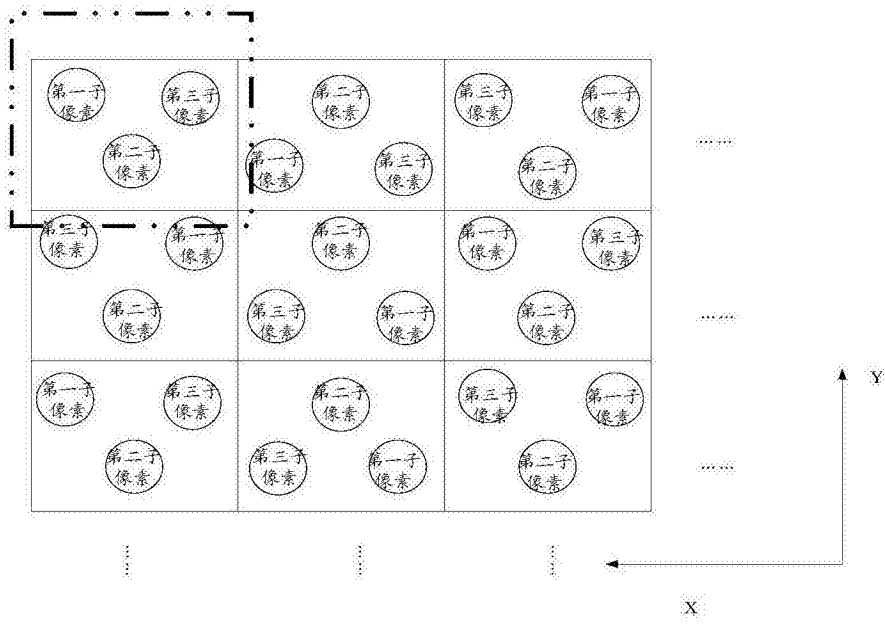 第一子
像素
第三子
像素
第二子
像素
第二子
像素
第一子
像素
第三子
像素
第三子
像素
第一子
像素
第二子
像素
……
第三子
像素
第一子
像素
第二子
像素
第二子
像素
第三子
像素
第一子
像素
第一子
像素
第三子
像素
第二子
像素
……
第一子
像素
第三子
像素
第二子
像素
第二子
像素
第三子
像素
第一子
像素
第三子
像素
第一子
像素
第二子
像素
……
Y
……
……
……
X